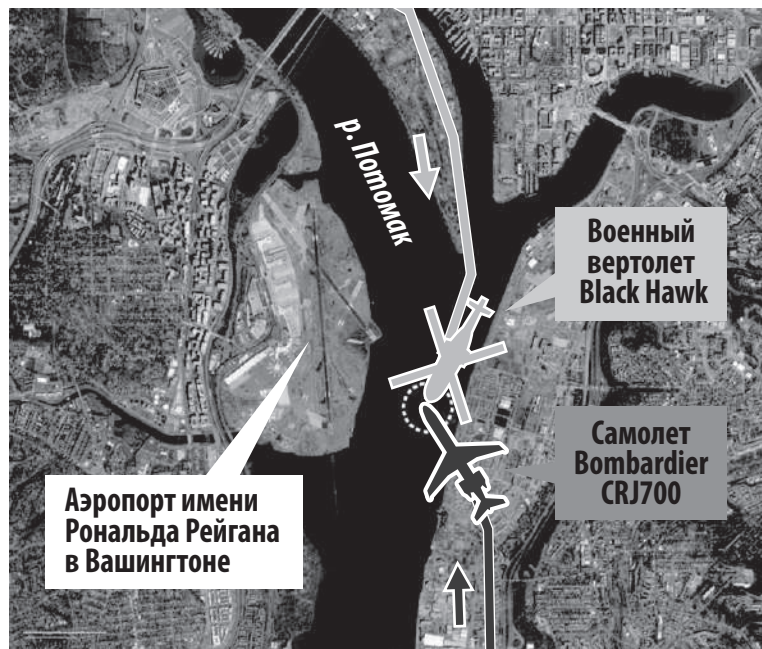 р. Потомак
Военный
вертолет
Black Hawk
Самолет
Bombardier
CRJ700
Аэропорт имени
Рональда Рейгана
в Вашингтоне